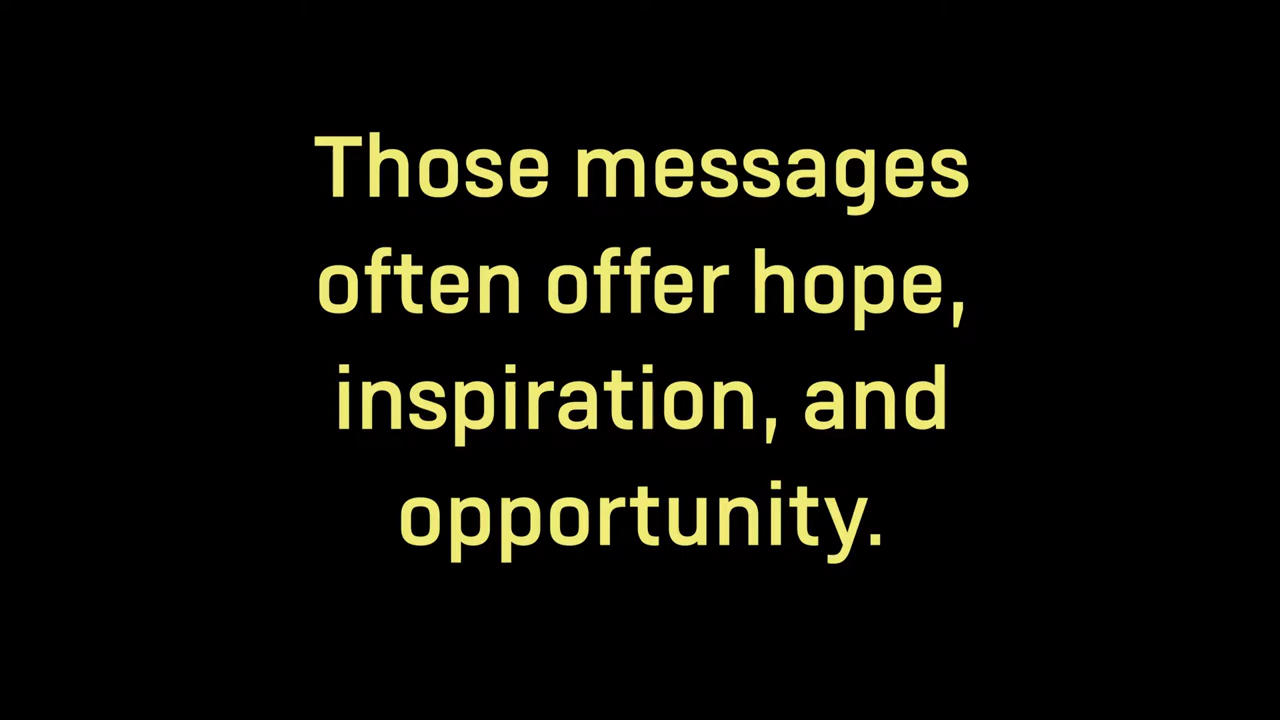 Those messages
often offer hope,
inspiration, and
opportunity.